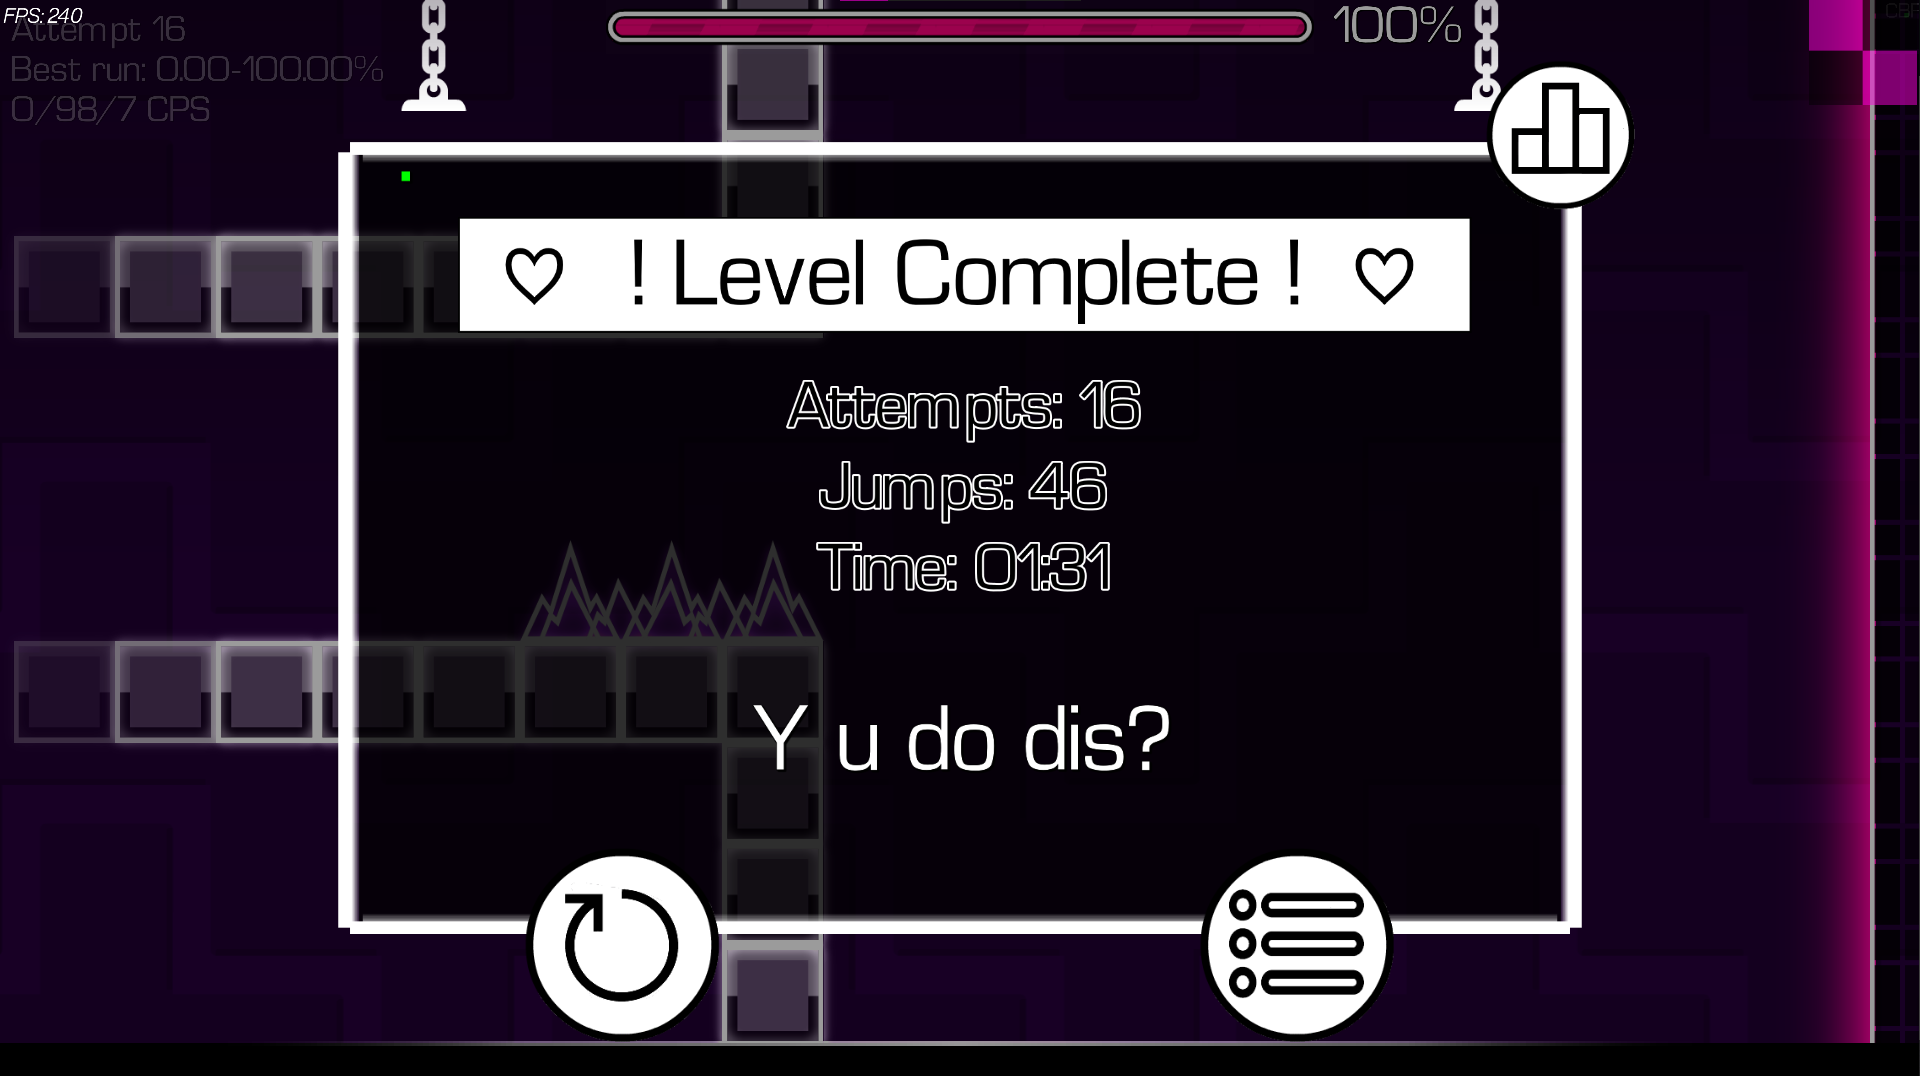 FPS: 240
Attempt 16
Best run: 0.00-100.00%
0/98/7 CPS
100%
CBF
♡ ! Level Complete ! ♡
Attempts: 16
Jumps: 46
Time: 01:31
Y u do dis?